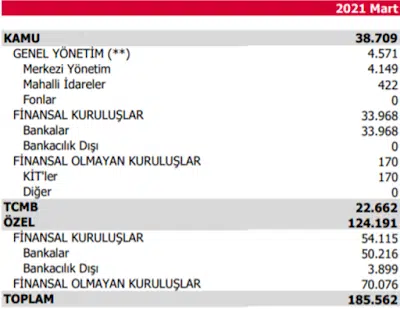 2021 Mart
KAMU 38.709
GENEL YÖNETİM (**) 4.571
Merkezi Yönetim 4.149
Mahalli İdareler 422
Fonlar 0
FİNANSAL KURULUŞLAR 33.968
Bankalar 33.968
Bankacılık Dışı 0
FİNANSAL OLMAYAN KURULUŞLAR 170
KİT'ler 170
Diğer 0
TCMB 22.662
ÖZEL 124.191
FİNANSAL KURULUŞLAR 54.115
Bankalar 50.216
Bankacılık Dışı 3.899
FİNANSAL OLMAYAN KURULUŞLAR 70.076
TOPLAM 185.562